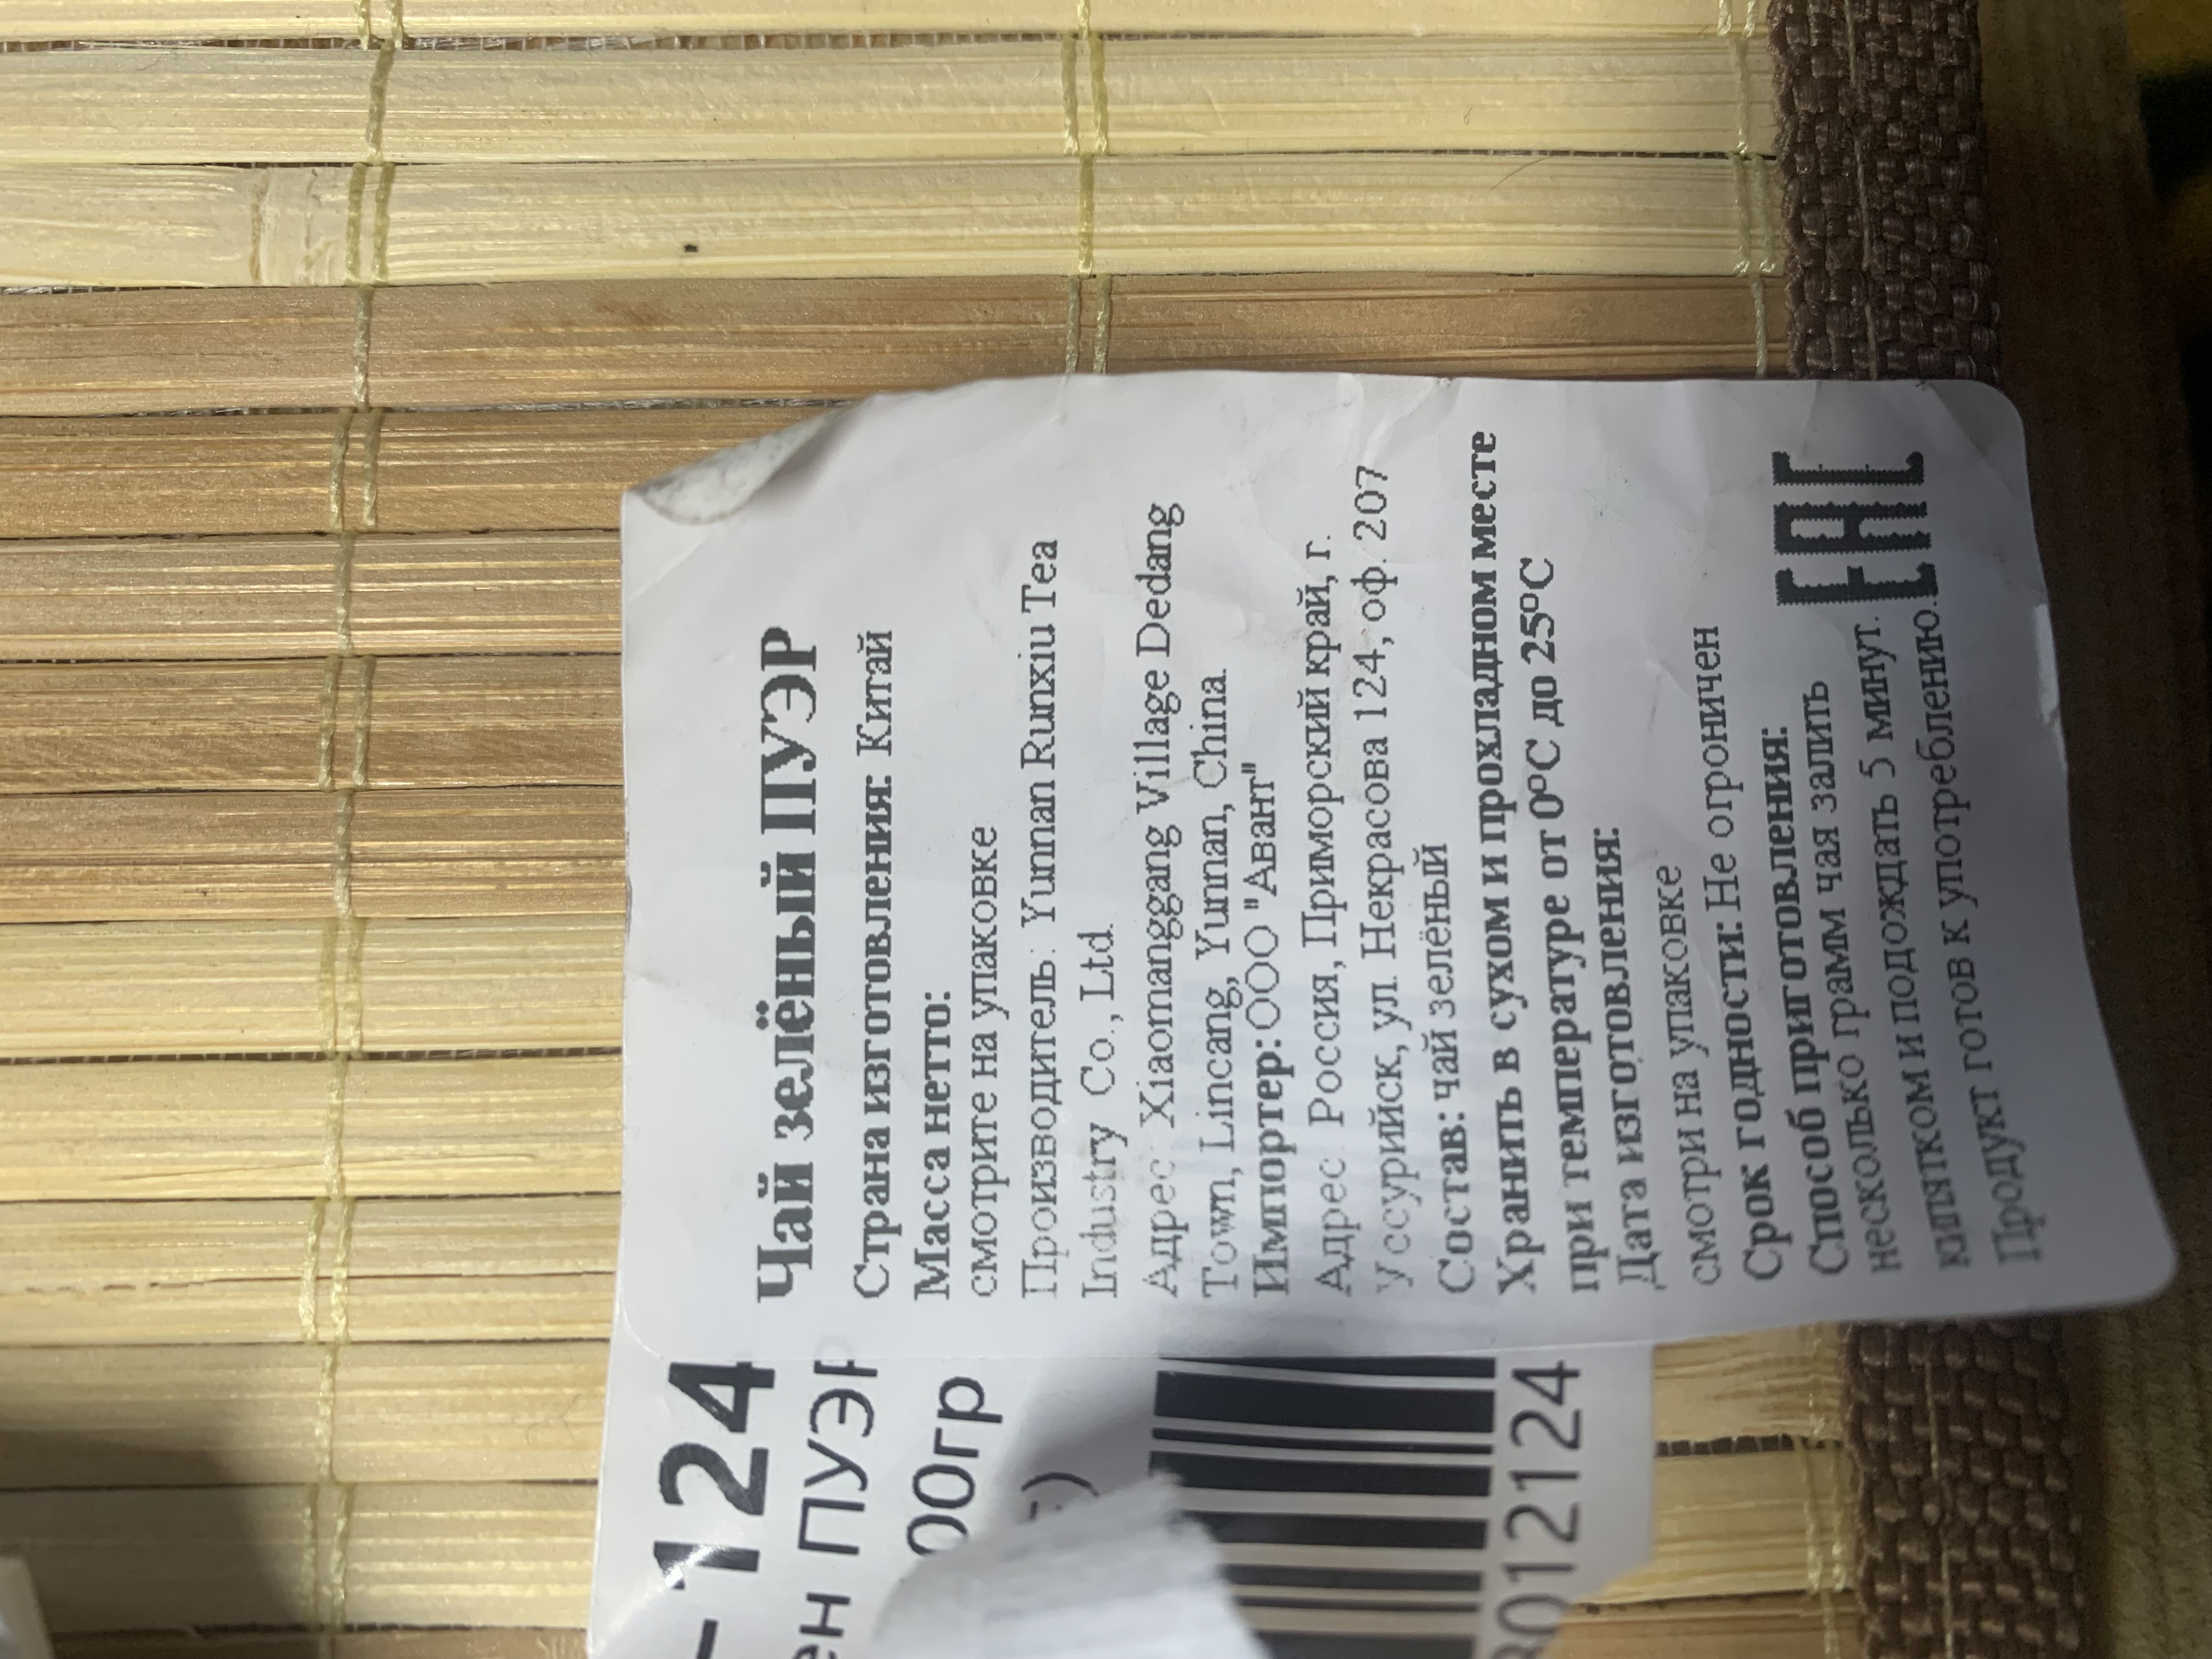 Чай зелёный ПУЭР
Страна изготовления: Китай
Масса нетто:
смотрите на упаковке
Производитель: Yunnan Runxiu Tea
Industry Co., Ltd.
Адрес: Xiaomanggang Village Dedang
Town, Lincang, Yunnan, China.
Импортер: ООО "Авант"
Адрес: Россия, Приморский край, г.
Уссурийск, ул. Некрасова 124, оф. 207
Состав: чай зелёный
Хранить в сухом и прохладном месте
при температуре от 0ºС до 25ºС
Дата изготовления:
смотри на упаковке
Срок годности: Не огроничен
Способ приготовления:
несколько грамм чая залить
кипятком и подождать 5 минут.
Продукт готов к употреблению.
EAC
-124
ен ПУЭР
00гр
3012124